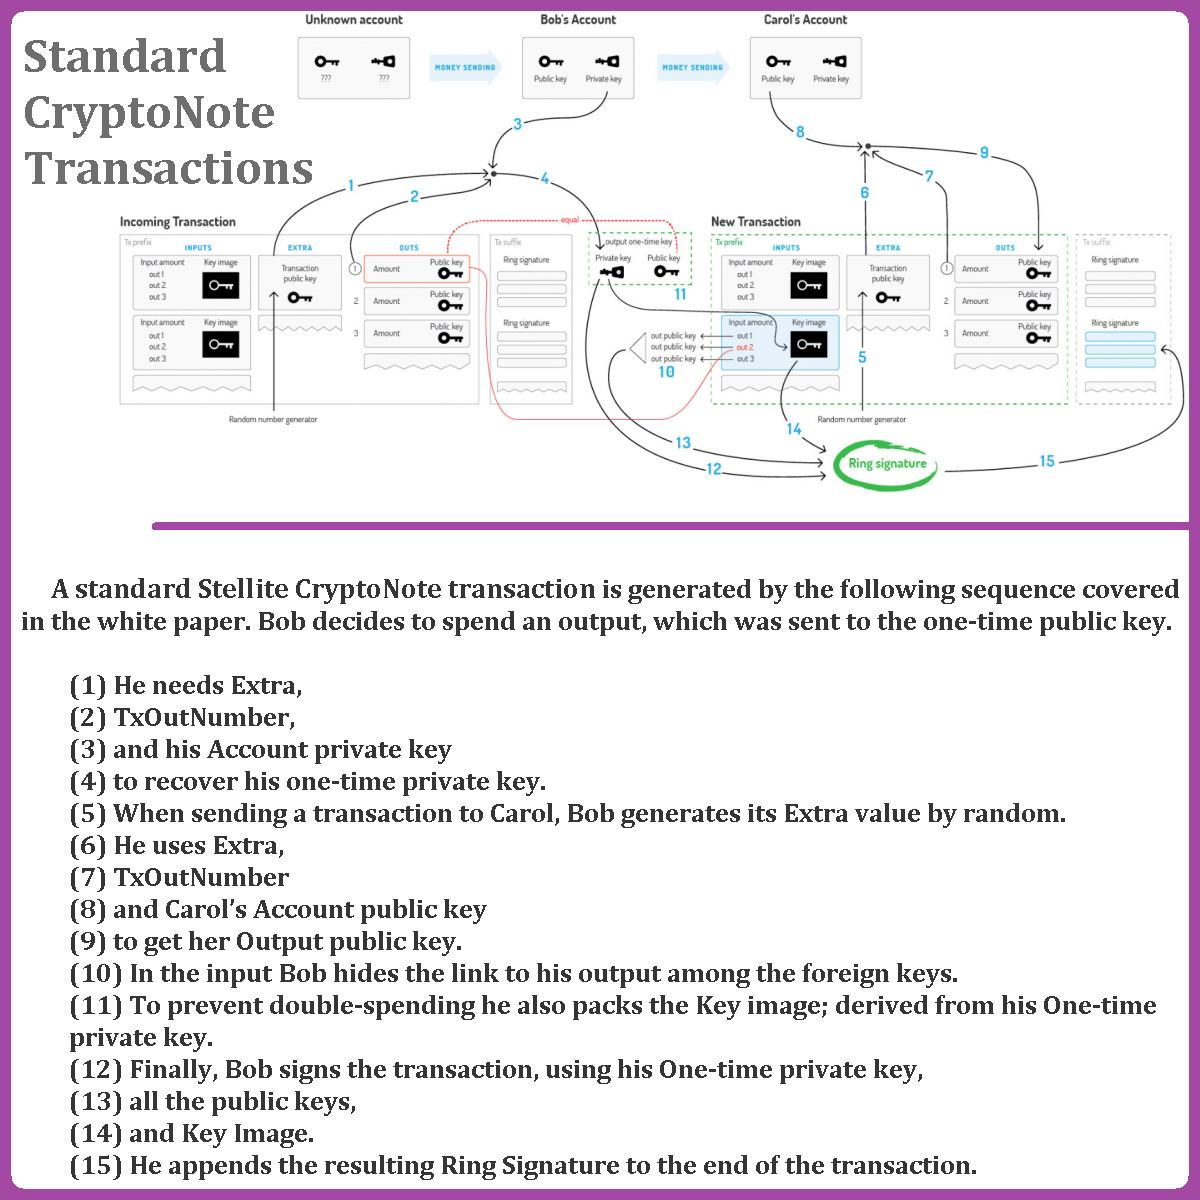 Standard
CryptoNote
Transactions
Unknown account
Bob's Account
Carol's Account
???
???
MONEY SENDING
Public key
Private key
MONEY SENDING
Public key
Private key
3
8
9
1
2
4
6
7
Incoming Transaction
equal
New Transaction
Tx prefix
INPUTS
EXTRA
OUTS
Tx suffix
output one-time key
Tx prefix
INPUTS
EXTRA
OUTS
Tx suffix
Input amount
Key image
out 1
out 2
out 3
Transaction
public key
1
Amount
Public key
Ring signature
Private key
Public key
11
Input amount
Key image
out 1
out 2
out 3
Transaction
public key
1
Amount
Public key
Ring signature
2
Amount
Public key
2
Amount
Public key
Input amount
Key image
out 1
out 2
out 3
3
Amount
Public key
Ring signature
out public key
out public key
out public key
10
Input amount
Key image
out 1
out 2
out 3
5
3
Amount
Public key
Ring signature
Random number generator
Random number generator
14
13
12
Ring signature
15
A standard Stellite CryptoNote transaction is generated by the following sequence covered
in the white paper. Bob decides to spend an output, which was sent to the one-time public key.
(1) He needs Extra,
(2) TxOutNumber,
(3) and his Account private key
(4) to recover his one-time private key.
(5) When sending a transaction to Carol, Bob generates its Extra value by random.
(6) He uses Extra,
(7) TxOutNumber
(8) and Carol’s Account public key
(9) to get her Output public key.
(10) In the input Bob hides the link to his output among the foreign keys.
(11) To prevent double-spending he also packs the Key image; derived from his One-time
private key.
(12) Finally, Bob signs the transaction, using his One-time private key,
(13) all the public keys,
(14) and Key Image.
(15) He appends the resulting Ring Signature to the end of the transaction.